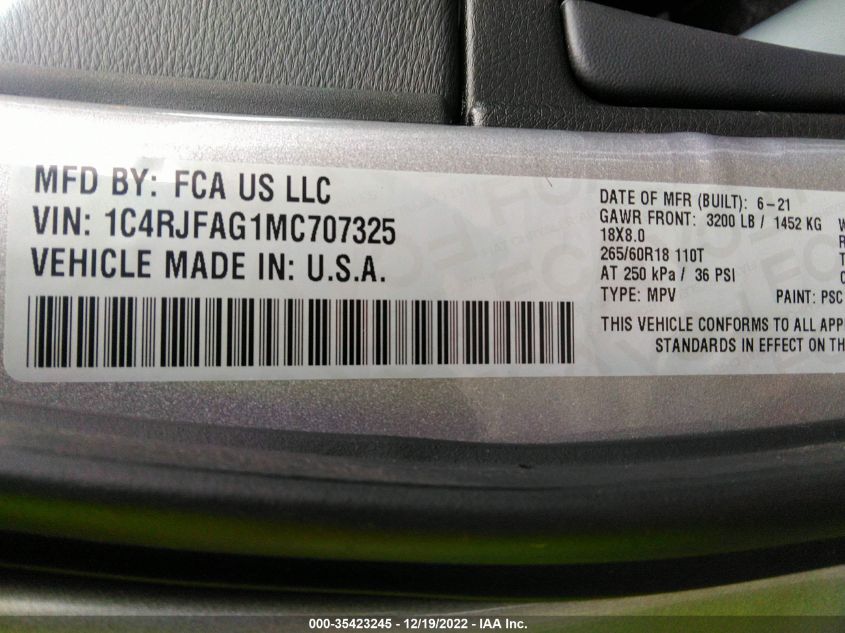 MFD BY: FCA US LLC
VIN: 1C4RJFAG1MC707325
VEHICLE MADE IN: U.S.A.
DATE OF MFR (BUILT): 6-21
GAWR FRONT: 3200 LB / 1452 KG
18X8.0
265/60R18 110T
AT 250 kPa / 36 PSI
TYPE: MPV PAINT: PSC
THIS VEHICLE CONFORMS TO ALL APP
STANDARDS IN EFFECT ON TH
000-35423245 - 12/19/2022 - IAA Inc.